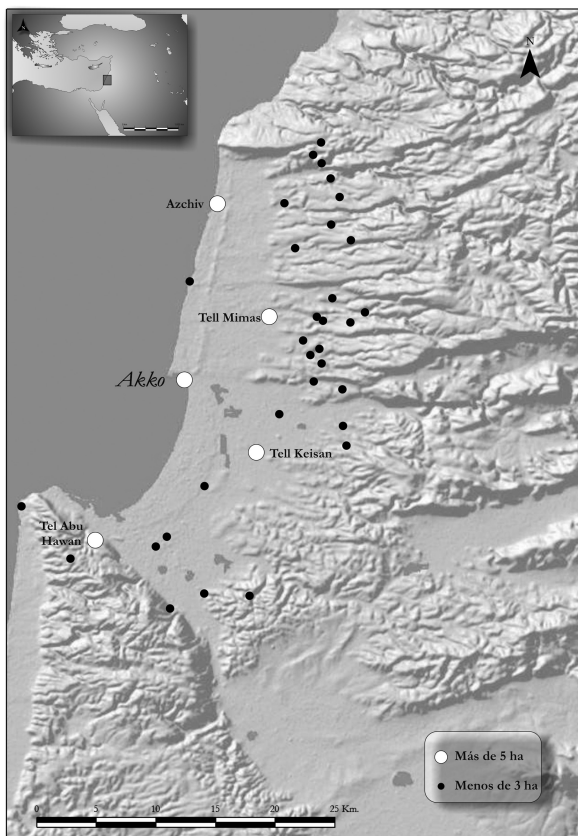 N
Azchiv
Tell Mimas
Akko
Tell Keisan
Tel Abu
Hawan
Más de 5 ha
Menos de 3 ha
0 5 10 15 20 25 Km.